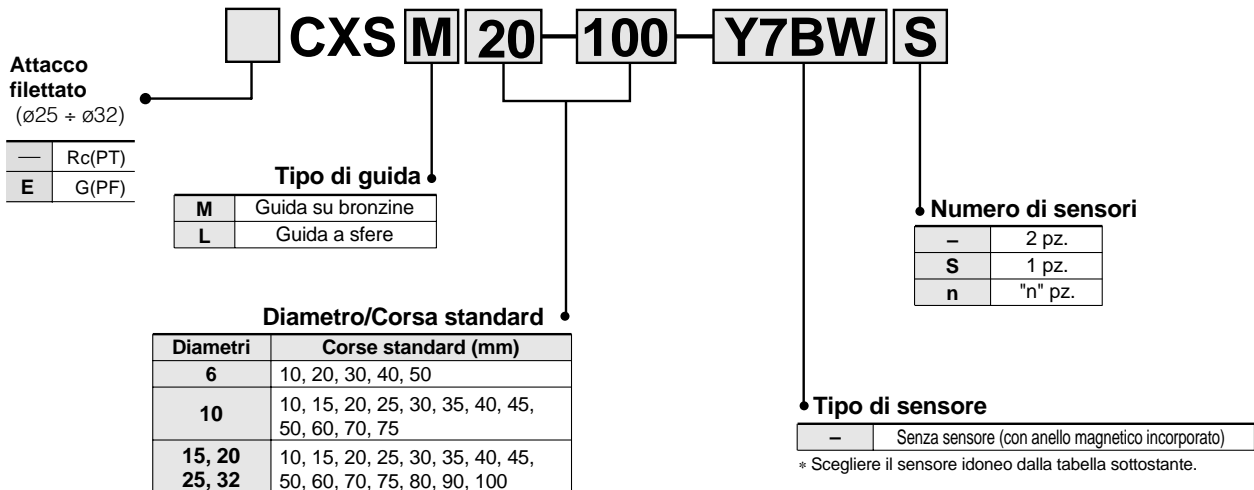 CXS M 20-100-Y7BW S
Attacco
filettato
(ø25 ÷ ø32)
— Rc(PT)
E G(PF)
Tipo di guida
M Guida su bronzine
L Guida a sfere
Numero di sensori
– 2 pz.
S 1 pz.
n "n" pz.
Diametro/Corsa standard
Diametri Corse standard (mm)
6 10, 20, 30, 40, 50
10 10, 15, 20, 25, 30, 35, 40, 45,
50, 60, 70, 75
15, 20 10, 15, 20, 25, 30, 35, 40, 45,
25, 32 50, 60, 70, 75, 80, 90, 100
Tipo di sensore
– Senza sensore (con anello magnetico incorporato)
* Scegliere il sensore idoneo dalla tabella sottostante.